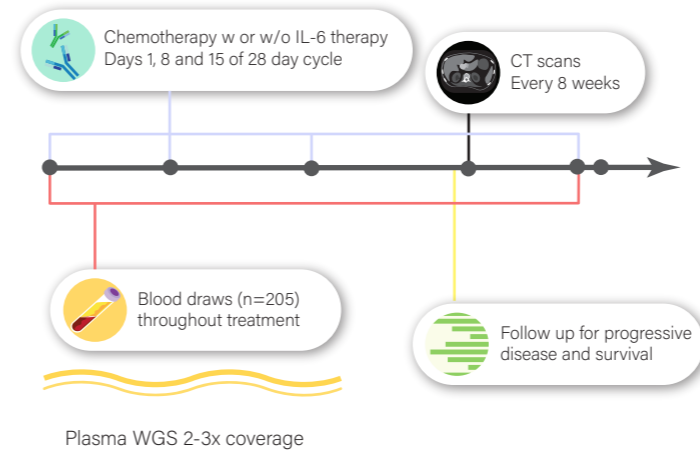 Chemotherapy w or w/o IL-6 therapy
Days 1, 8 and 15 of 28 day cycle
CT scans
Every 8 weeks
Blood draws (n=205)
throughout treatment
Follow up for progressive
disease and survival
Plasma WGS 2-3x coverage